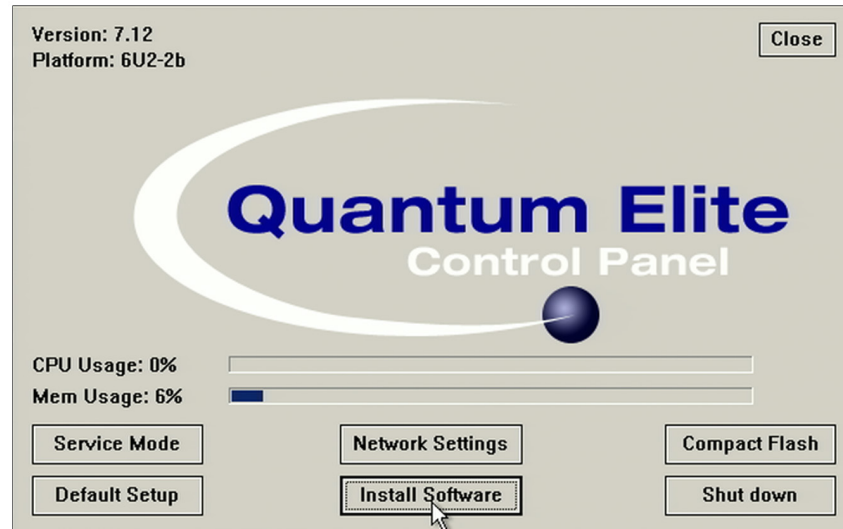 Version: 7.12
Close
Platform: 6U2-2b
Quantum Elite
Control Panel
CPU Usage: 0%
Mem Usage: 6%
Service Mode
Network Settings
Compact Flash
Default Setup
Install Software
Shut down